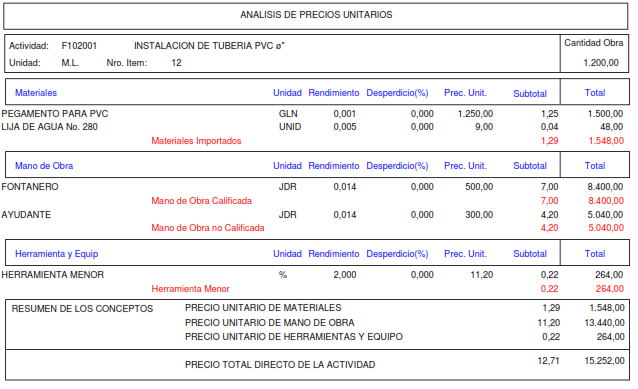 ANALISIS DE PRECIOS UNITARIOS
Actividad: F102001 INSTALACION DE TUBERIA PVC ø" Cantidad Obra
Unidad: M.L. Nro. Item: 12 1.200,00
Materiales Unidad Rendimiento Desperdicio(%) Prec. Unit. Subtotal Total
PEGAMENTO PARA PVC GLN 0,001 0,000 1.250,00 1,25 1.500,00
LIJA DE AGUA No. 280 UNID 0,005 0,000 9,00 0,04 48,00
Materiales Importados 1,29 1.548,00
Mano de Obra Unidad Rendimiento Desperdicio(%) Prec. Unit. Subtotal Total
FONTANERO JDR 0,014 0,000 500,00 7,00 8.400,00
Mano de Obra Calificada 7,00 8.400,00
AYUDANTE JDR 0,014 0,000 300,00 4,20 5.040,00
Mano de Obra no Calificada 4,20 5.040,00
Herramienta y Equip Unidad Rendimiento Desperdicio(%) Prec. Unit. Subtotal Total
HERRAMIENTA MENOR % 2,000 0,000 11,20 0,22 264,00
Herramienta Menor 0,22 264,00
RESUMEN DE LOS CONCEPTOS PRECIO UNITARIO DE MATERIALES 1,29 1.548,00
PRECIO UNITARIO DE MANO DE OBRA 11,20 13.440,00
PRECIO UNITARIO DE HERRAMIENTAS Y EQUIPO 0,22 264,00
PRECIO TOTAL DIRECTO DE LA ACTIVIDAD 12,71 15.252,00